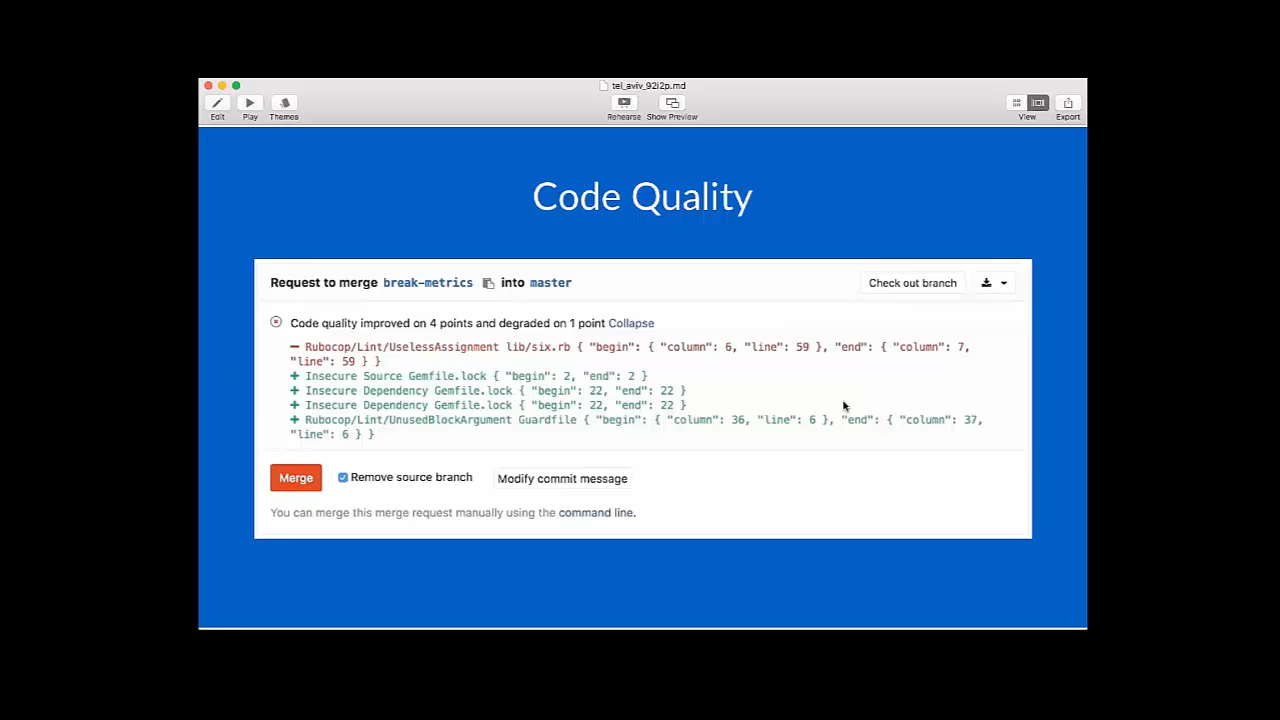 tel_aviv_92i2p.md
Edit Play Themes Rehearse Show Preview View Export
Code Quality
Request to merge break-metrics into master Check out branch
Code quality improved on 4 points and degraded on 1 point Collapse
− Rubocop/Lint/UselessAssignment lib/six.rb { "begin": { "column": 6, "line": 59 }, "end": { "column": 7,
"line": 59 } }
+ Insecure Source Gemfile.lock { "begin": 2, "end": 2 }
+ Insecure Dependency Gemfile.lock { "begin": 22, "end": 22 }
+ Insecure Dependency Gemfile.lock { "begin": 22, "end": 22 }
+ Rubocop/Lint/UnusedBlockArgument Guardfile { "begin": { "column": 36, "line": 6 }, "end": { "column": 37,
"line": 6 } }
Merge Remove source branch Modify commit message
You can merge this merge request manually using the command line.